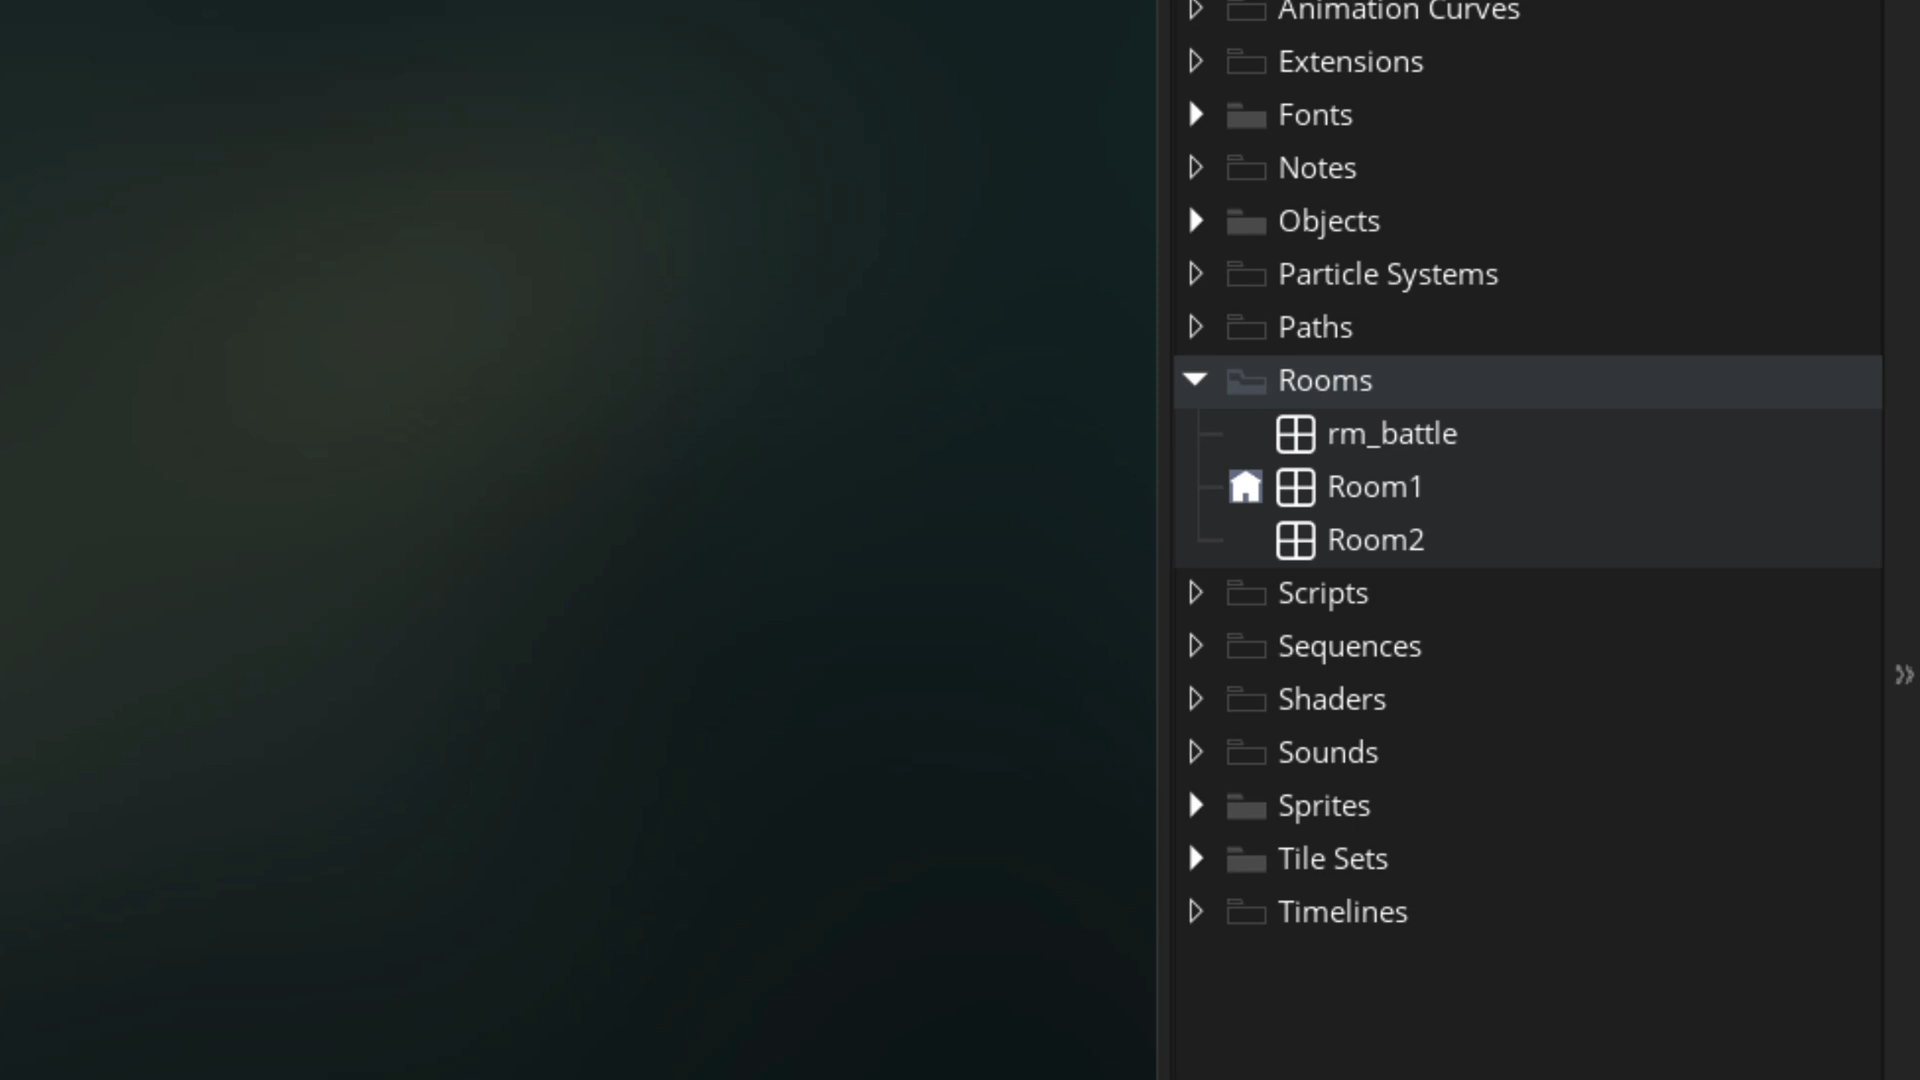 Animation Curves
Extensions
Fonts
Notes
Objects
Particle Systems
Paths
Rooms
rm_battle
Room1
Room2
Scripts
Sequences
Shaders
Sounds
Sprites
Tile Sets
Timelines